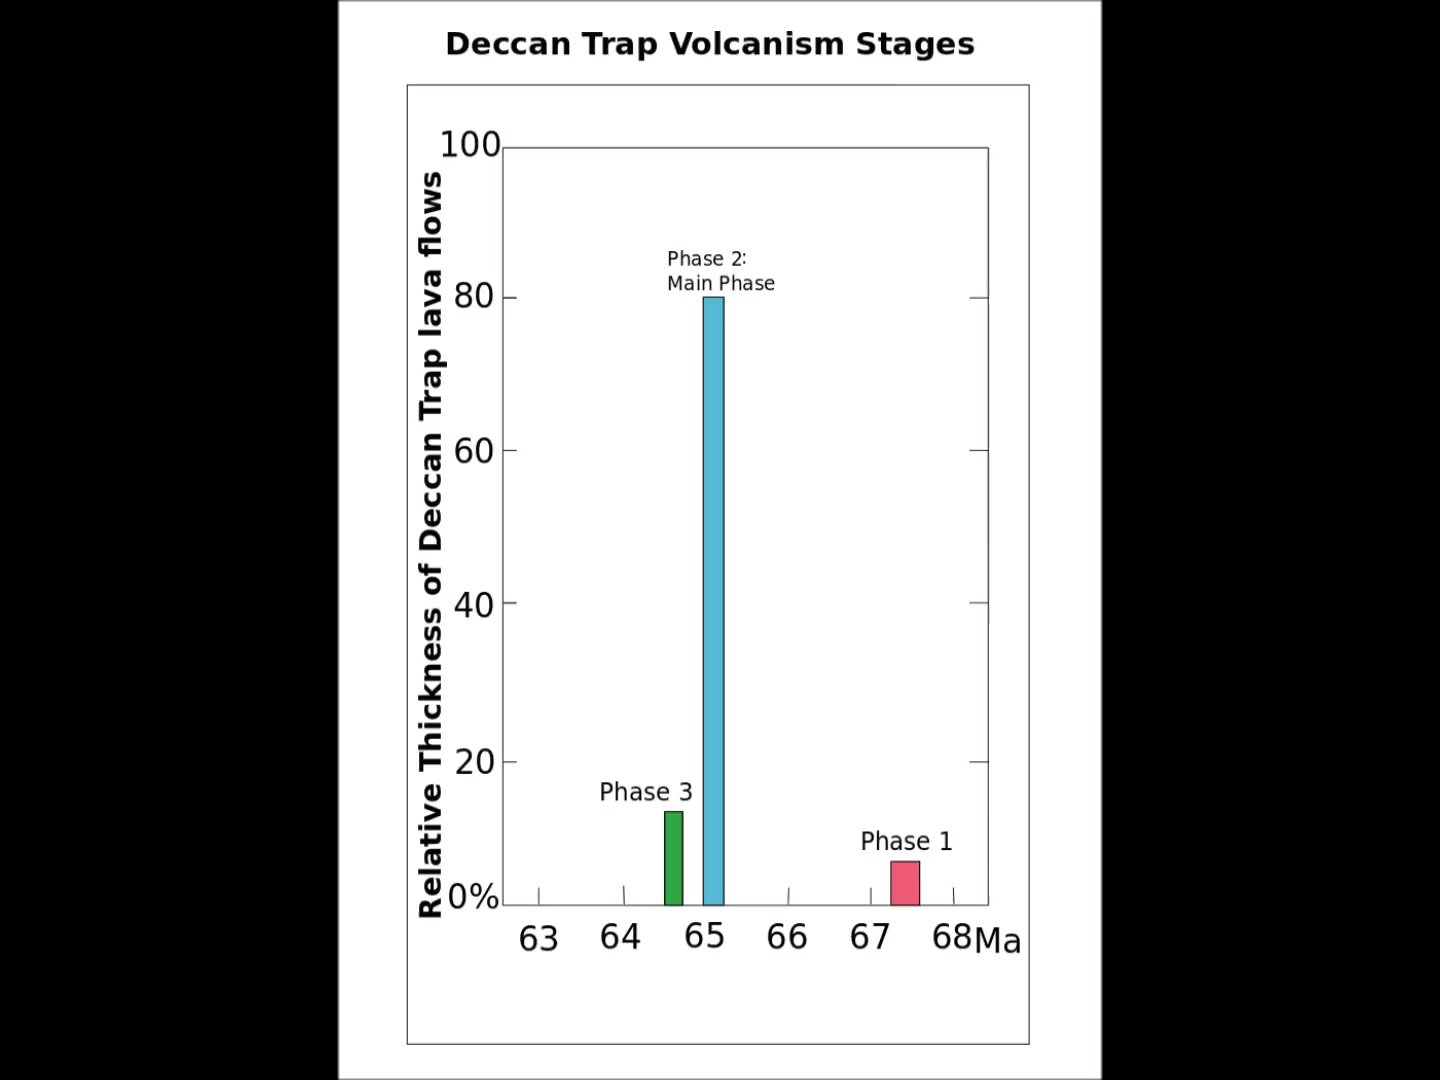 Deccan Trap Volcanism Stages
Relative Thickness of Deccan Trap lava flows
100
80
60
40
20
0%
Phase 2:
Main Phase
Phase 3
Phase 1
63 64 65 66 67 68 Ma